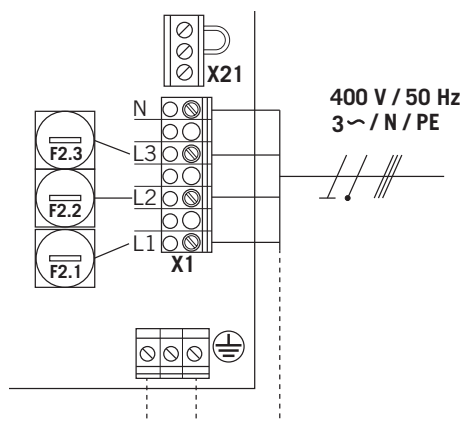 X21
400 V / 50 Hz
3~ / N / PE
N
F2.3
L3
F2.2
L2
F2.1
L1
X1